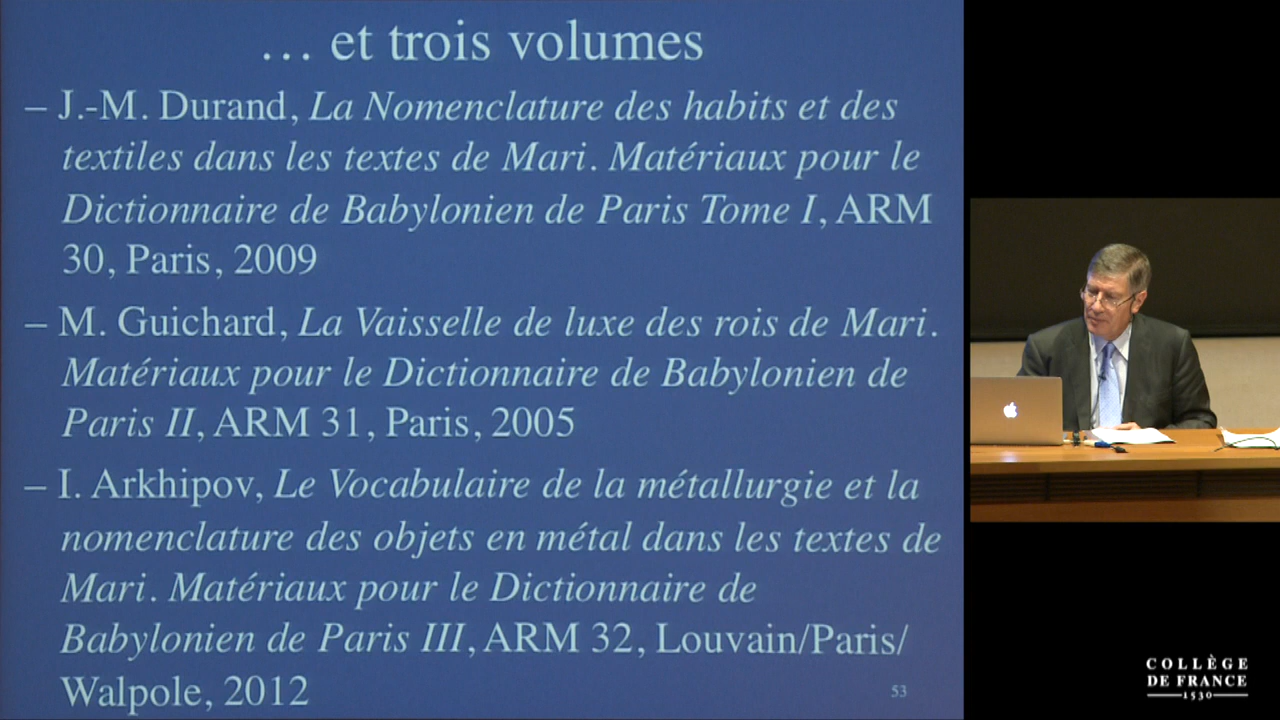 … et trois volumes
– J.-M. Durand, La Nomenclature des habits et des
textiles dans les textes de Mari. Matériaux pour le
Dictionnaire de Babylonien de Paris Tome I, ARM
30, Paris, 2009
– M. Guichard, La Vaisselle de luxe des rois de Mari.
Matériaux pour le Dictionnaire de Babylonien de
Paris II, ARM 31, Paris, 2005
– I. Arkhipov, Le Vocabulaire de la métallurgie et la
nomenclature des objets en métal dans les textes de
Mari. Matériaux pour le Dictionnaire de
Babylonien de Paris III, ARM 32, Louvain/Paris/
Walpole, 2012
53
COLLÈGE
DE FRANCE
1530